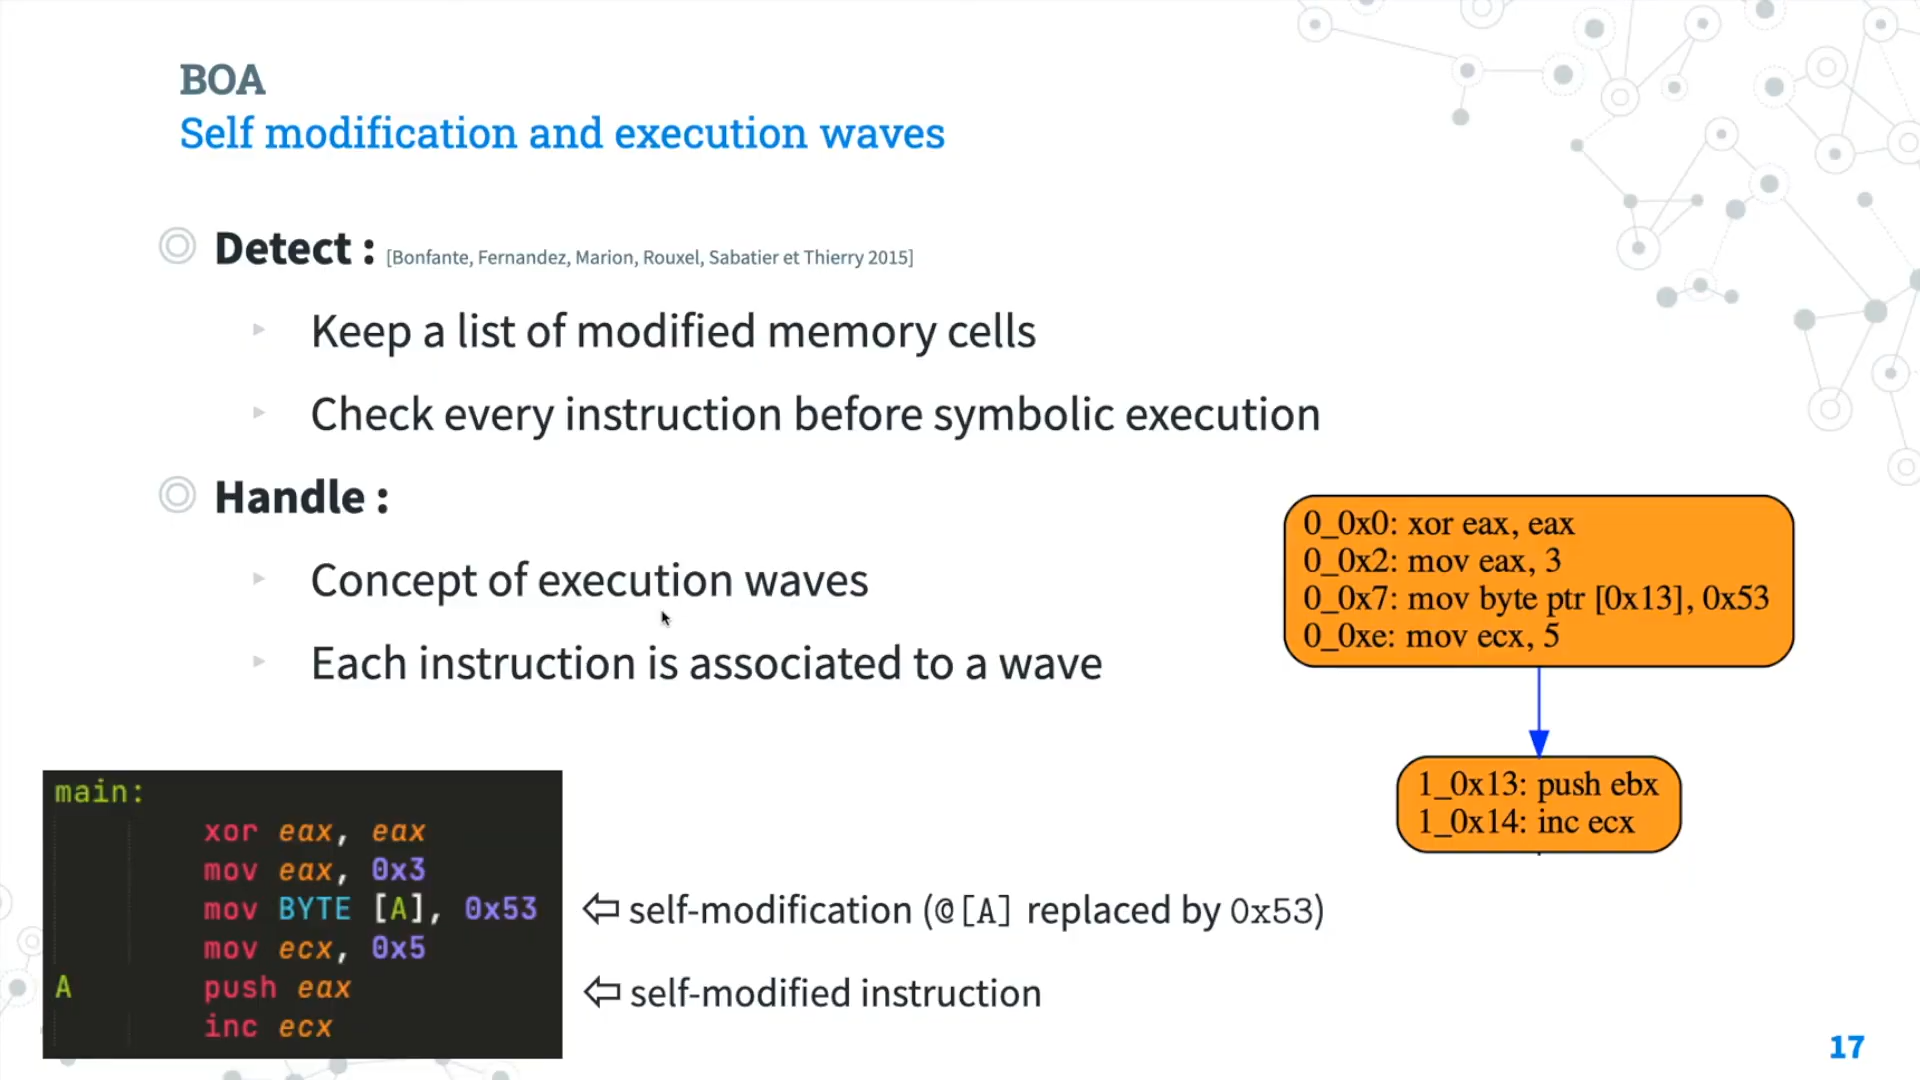 BOA
Self modification and execution waves
Detect : [Bonfante, Fernandez, Marion, Rouxel, Sabatier et Thierry 2015]
Keep a list of modified memory cells
Check every instruction before symbolic execution
Handle :
Concept of execution waves
Each instruction is associated to a wave
0_0x0: xor eax, eax
0_0x2: mov eax, 3
0_0x7: mov byte ptr [0x13], 0x53
0_0xe: mov ecx, 5
1_0x13: push ebx
1_0x14: inc ecx
main:
xor eax, eax
mov eax, 0x3
mov BYTE [A], 0x53
mov ecx, 0x5
A push eax
inc ecx
⇦ self-modification (@[A] replaced by 0x53)
⇦ self-modified instruction
17